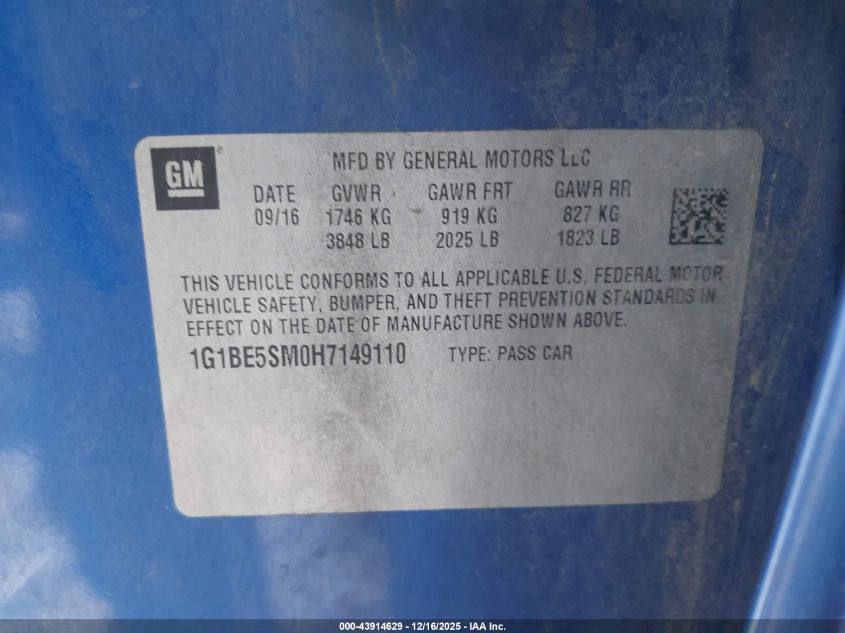 GM®
MFD BY GENERAL MOTORS LLC
DATE GVWR GAWR FRT GAWR RR
09/16 1746 KG 919 KG 827 KG
3848 LB 2025 LB 1823 LB
THIS VEHICLE CONFORMS TO ALL APPLICABLE U.S. FEDERAL MOTOR
VEHICLE SAFETY, BUMPER, AND THEFT PREVENTION STANDARDS IN
EFFECT ON THE DATE OF MANUFACTURE SHOWN ABOVE.
1G1BE5SM0H7149110 TYPE: PASS CAR
000-43914629 - 12/16/2025 - IAA Inc.